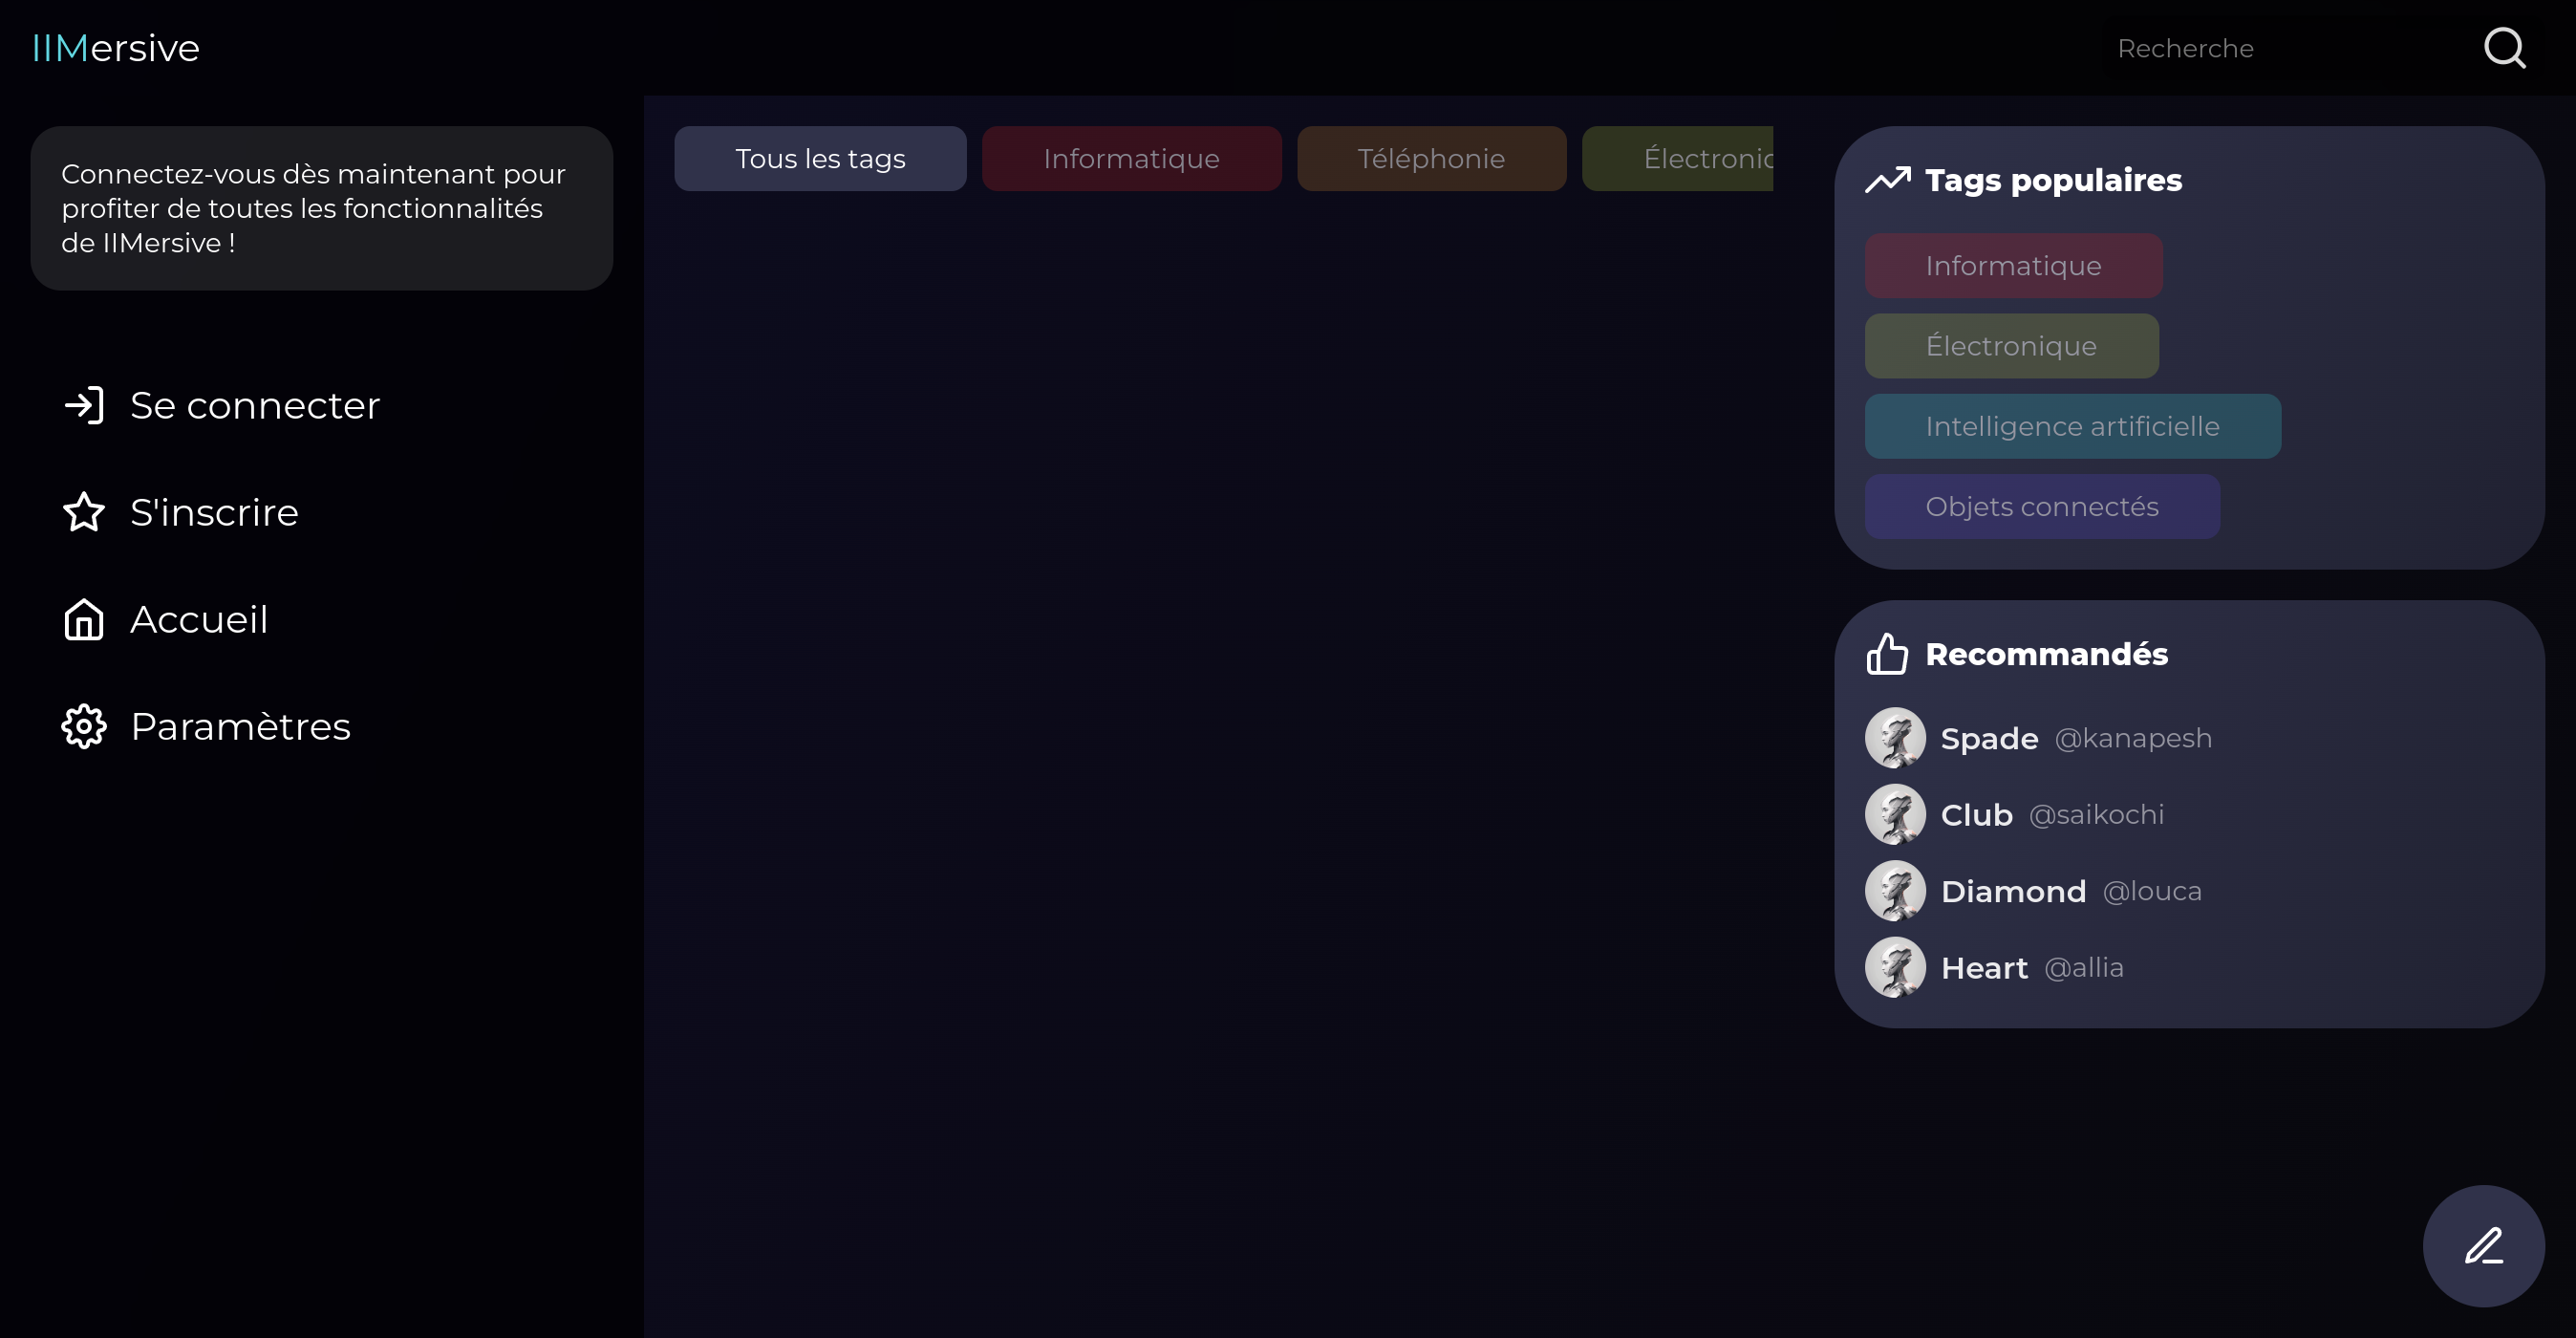 IIMersive
Recherche
Connectez-vous dès maintenant pour
profiter de toutes les fonctionnalités
de IIMersive !
Se connecter
S'inscrire
Accueil
Paramètres
Tous les tags
Informatique
Téléphonie
Électroniq
Tags populaires
Informatique
Électronique
Intelligence artificielle
Objets connectés
Recommandés
Spade @kanapesh
Club @saikochi
Diamond @louca
Heart @allia